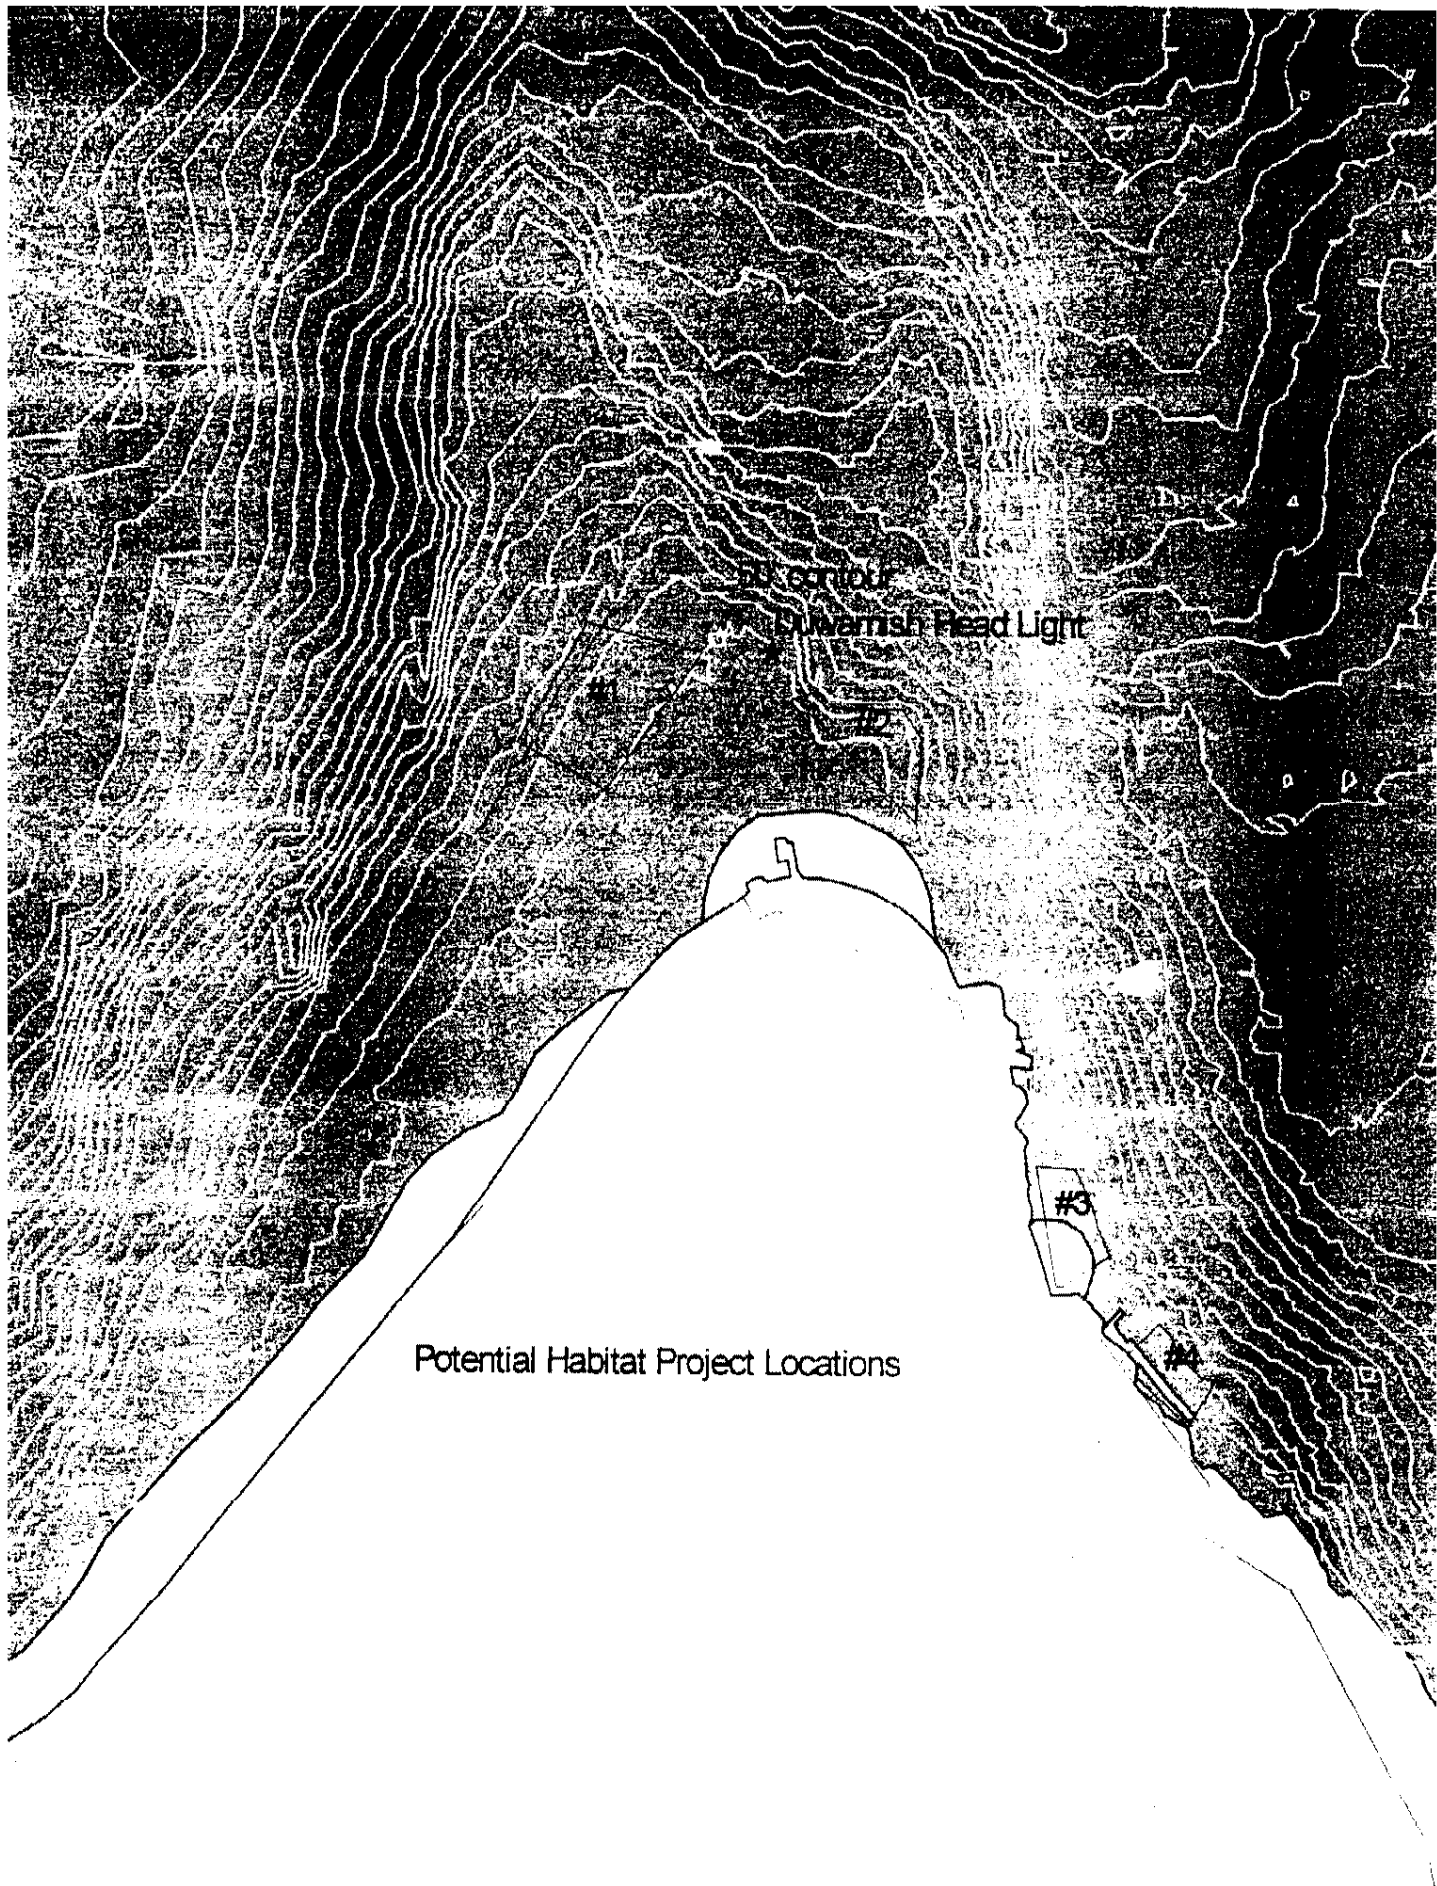 50' contour
Duwamish Head Light
#1
#2
#3
#4
Potential Habitat Project Locations